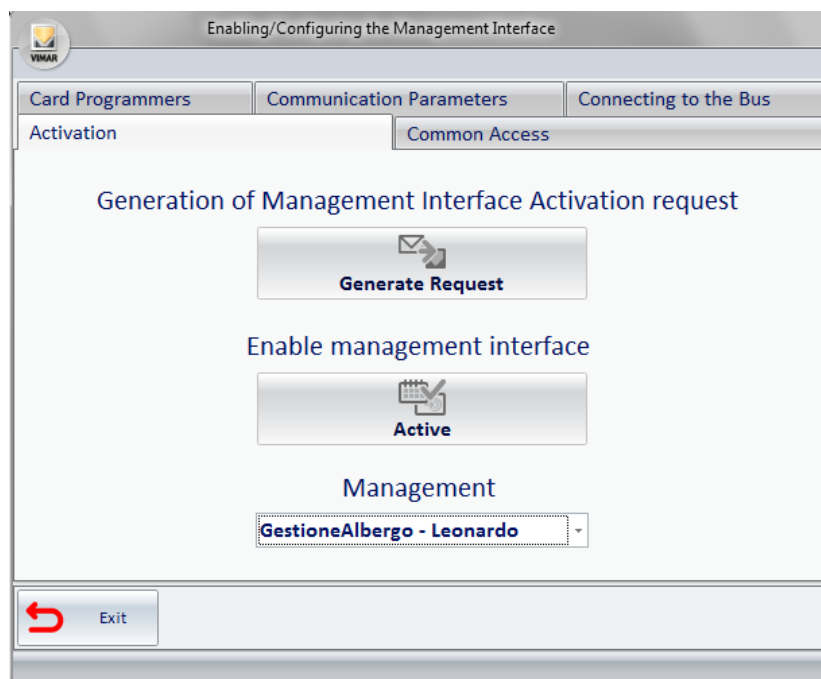 Enabling/Configuring the Management Interface
VIMAR
Card Programmers
Communication Parameters
Connecting to the Bus
Activation
Common Access
Generation of Management Interface Activation request
Generate Request
Enable management interface
Active
Management
GestioneAlbergo - Leonardo
Exit